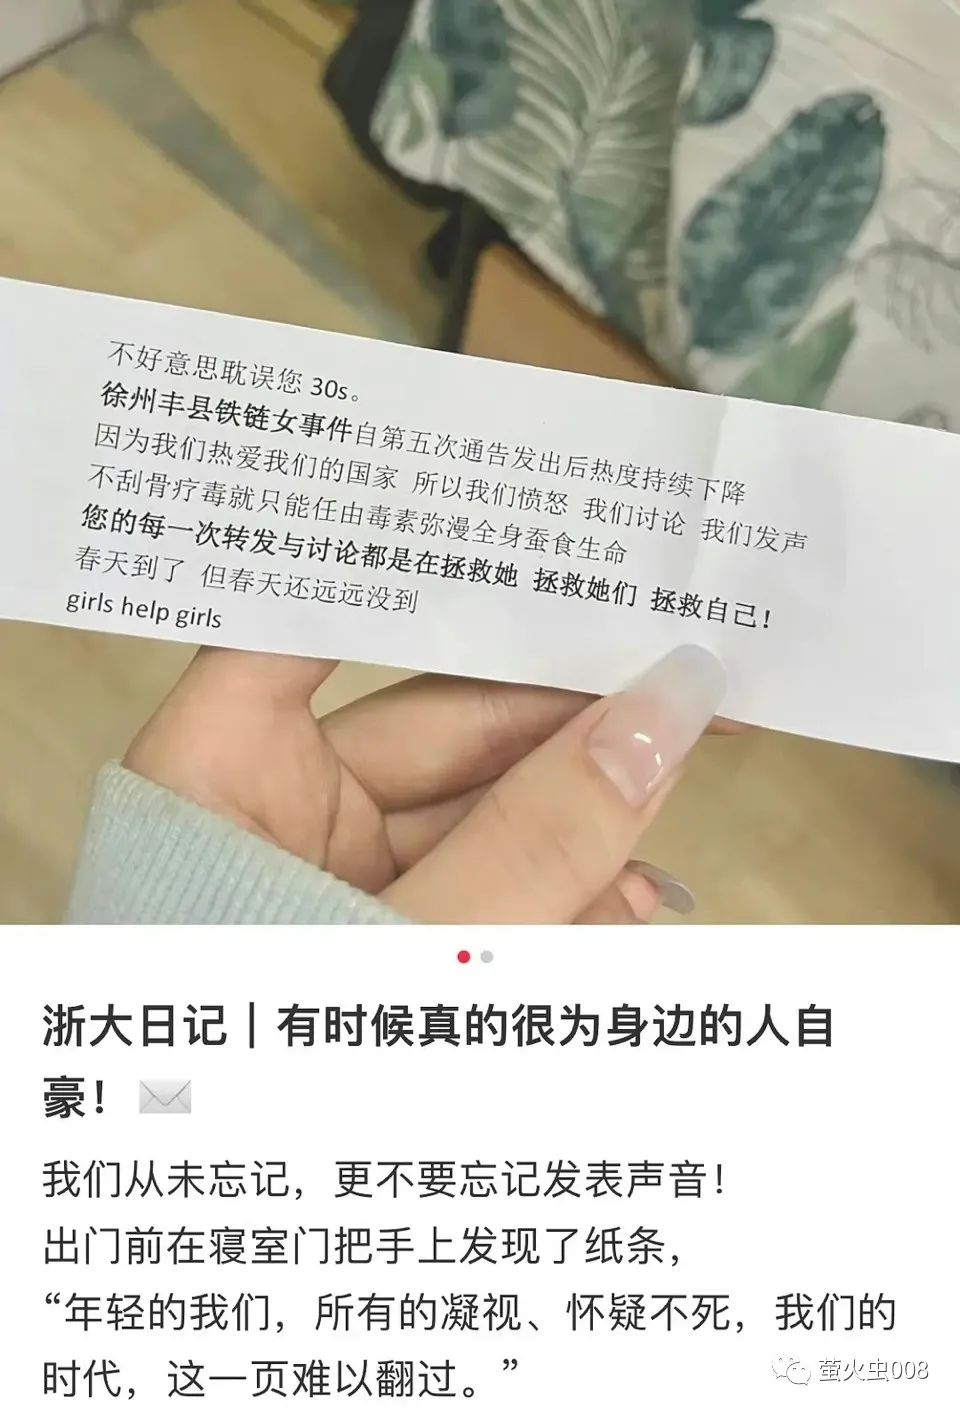 不好意思耽误您 30s。
徐州丰县铁链女事件自第五次通告发出后热度持续下降
因为我们热爱我们的国家 所以我们愤怒 我们讨论 我们发声
不刮骨疗毒就只能任由毒素弥漫全身蚕食生命
您的每一次转发与讨论都是在拯救她 拯救她们 拯救自己！
春天到了 但春天还远远没到
girls help girls
浙大日记｜有时候真的很为身边的人自
豪！ ✉️
我们从未忘记，更不要忘记发表声音！
出门前在寝室门把手上发现了纸条，
“年轻的我们，所有的凝视、怀疑不死，我们的
时代，这一页难以翻过。”
萤火虫008